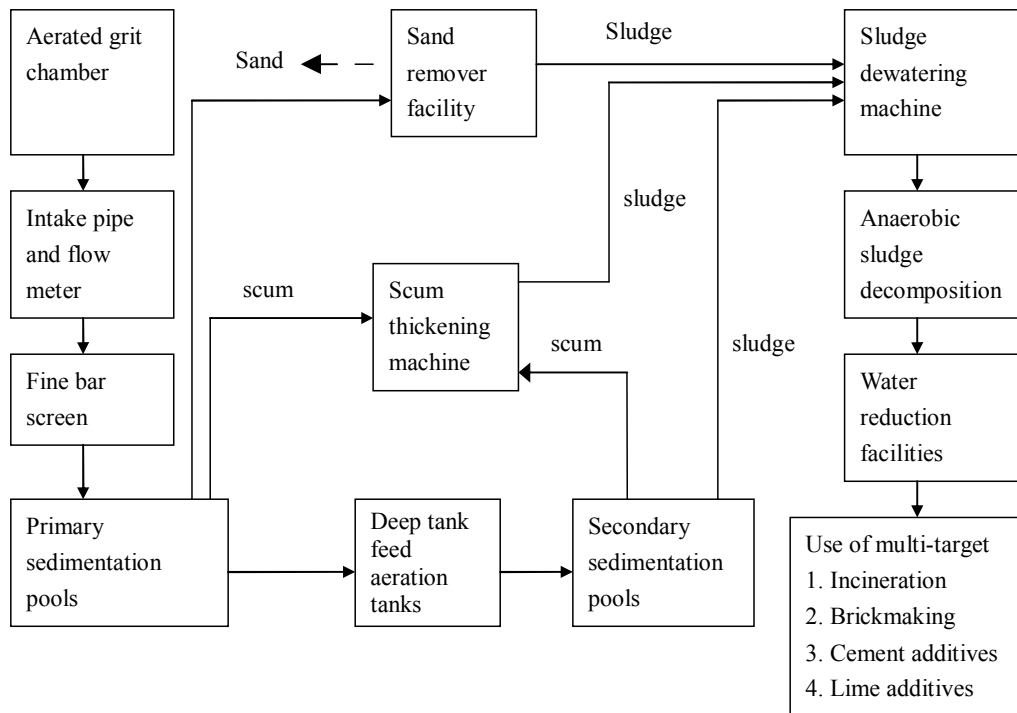 Aerated grit
chamber
Sand
Sand
remover
facility
Sludge
Sludge
dewatering
machine
Intake pipe
and flow
meter
scum
Scum
thickening
machine
sludge
scum
sludge
Anaerobic
sludge
decomposition
Fine bar
screen
Water
reduction
facilities
Primary
sedimentation
pools
Deep tank
feed
aeration
tanks
Secondary
sedimentation
pools
Use of multi-target
1. Incineration
2. Brickmaking
3. Cement additives
4. Lime additives